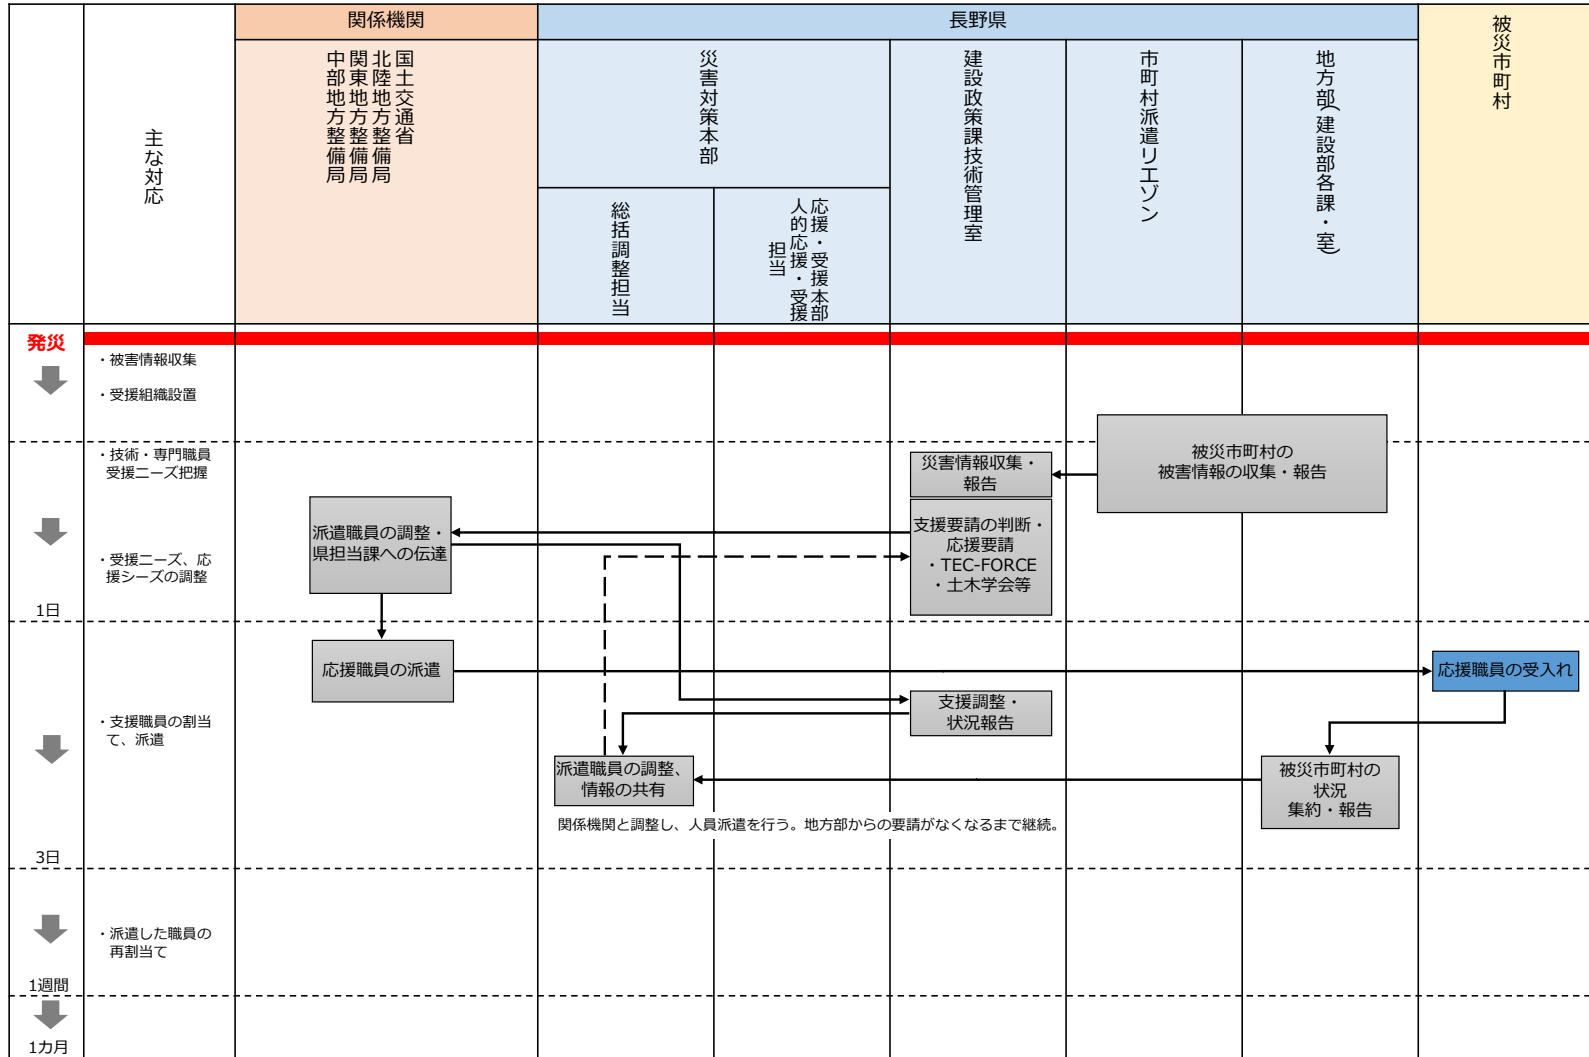 関係機関
長野県
被災市町村
主な対応
国土交通省
北陸地方整備局
関東地方整備局
中部地方整備局
災害対策本部
建設政策課技術管理室
市町村派遣リエゾン
地方部(建設部各課・室)
総括調整担当
応援・受援本部
人的応援・受援
担当
発災
・被害情報収集
・受援組織設置
・技術・専門職員
受援ニーズ把握
被災市町村の
被害情報の収集・報告
災害情報収集・
報告
派遣職員の調整・
県担当課への伝達
支援要請の判断・
応援要請
・TEC-FORCE
・土木学会等
・受援ニーズ、応
援シーズの調整
1日
応援職員の派遣
応援職員の受入れ
支援調整・
状況報告
・支援職員の割当
て、派遣
派遣職員の調整、
情報の共有
被災市町村の
状況
集約・報告
関係機関と調整し、人員派遣を行う。地方部からの要請がなくなるまで継続。
3日
・派遣した職員の
再割当て
1週間
1カ月